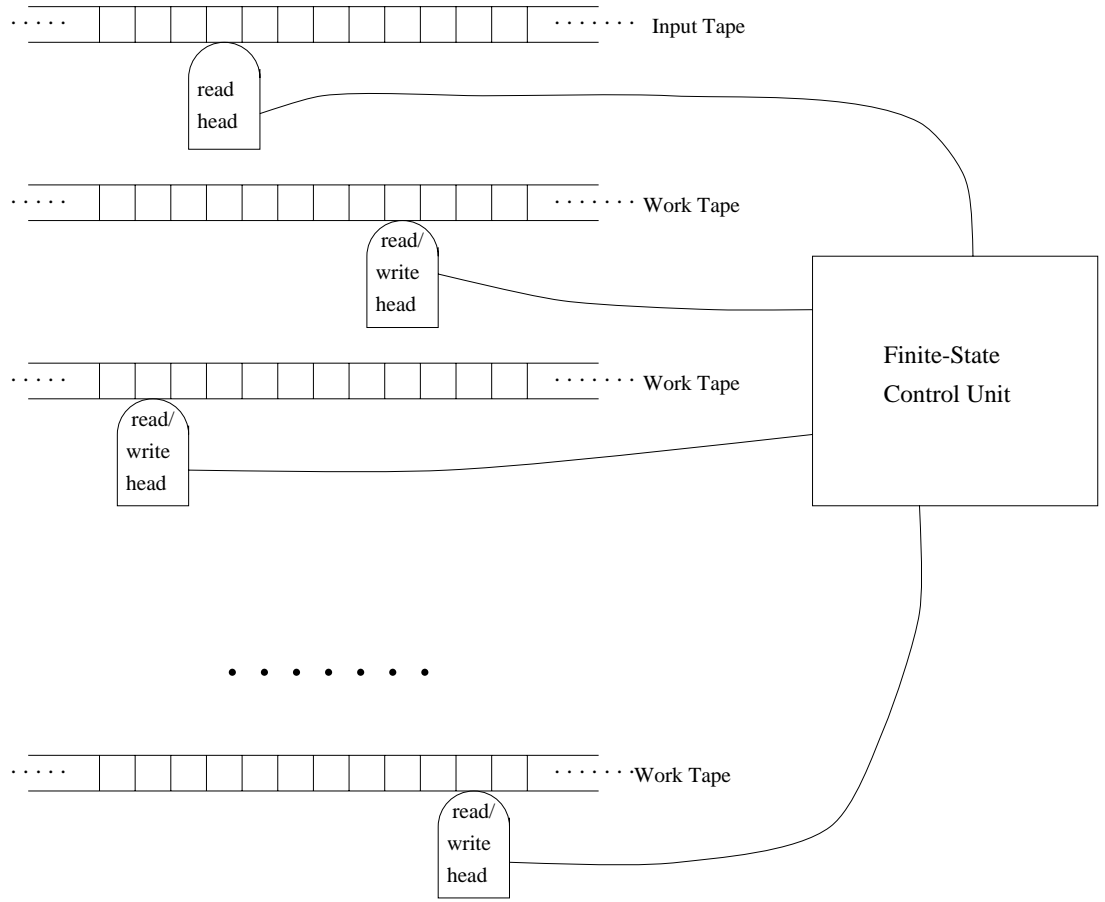 Input Tape
read
head
Work Tape
read/
write
head
Finite-State
Control Unit
Work Tape
read/
write
head
Work Tape
read/
write
head